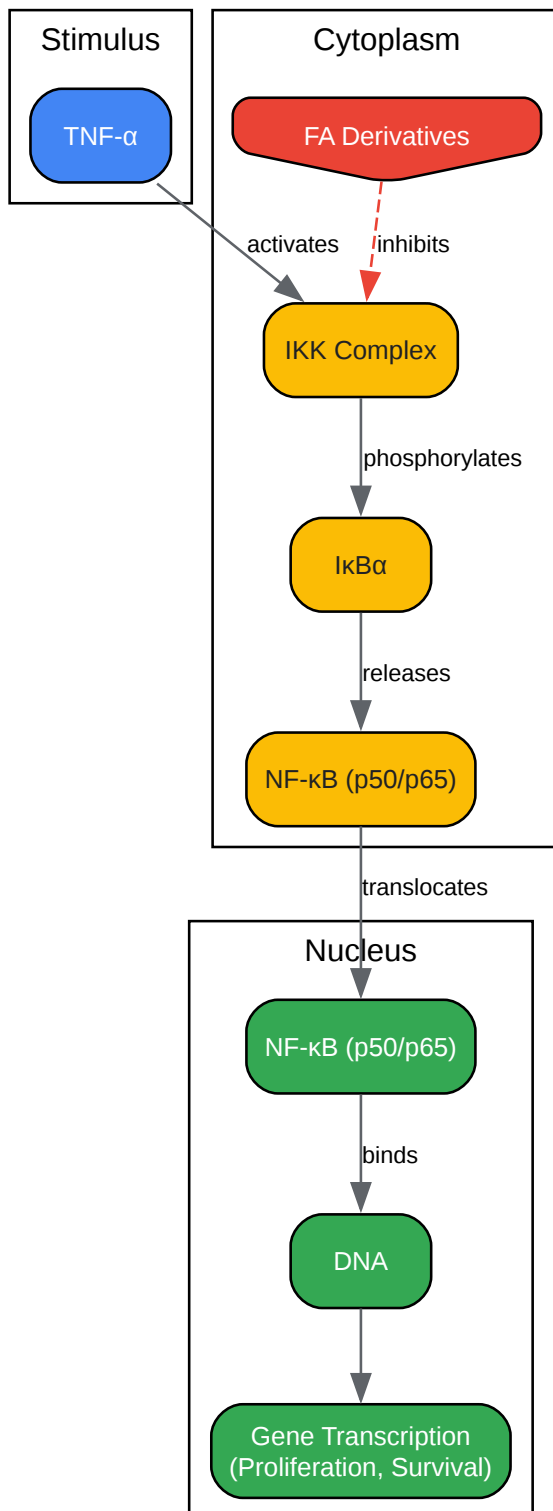 Stimulus
Cytoplasm
TNF-α
FA Derivatives
activates
inhibits
IKK Complex
phosphorylates
IκBα
releases
NF-κB (p50/p65)
translocates
Nucleus
NF-κB (p50/p65)
binds
DNA
Gene Transcription
(Proliferation, Survival)